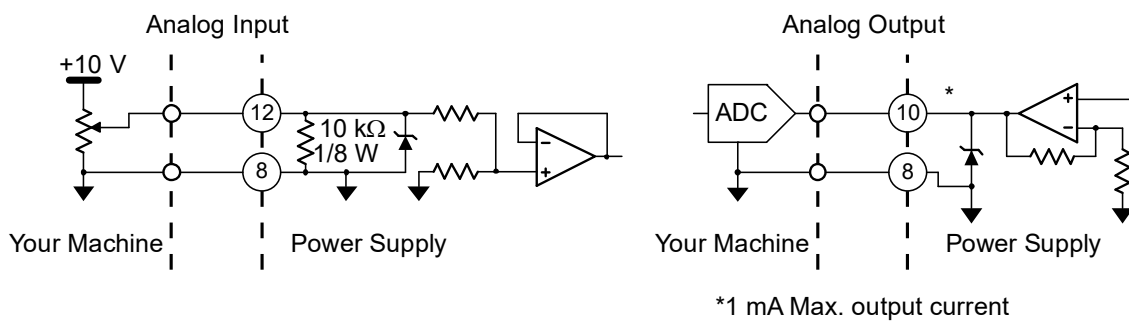 Analog Input
+10 V
12
10 kΩ
1/8 W
8
-
+
Your Machine
Power Supply
Analog Output
ADC
10
*
+
-
8
Your Machine
Power Supply
*1 mA Max. output current